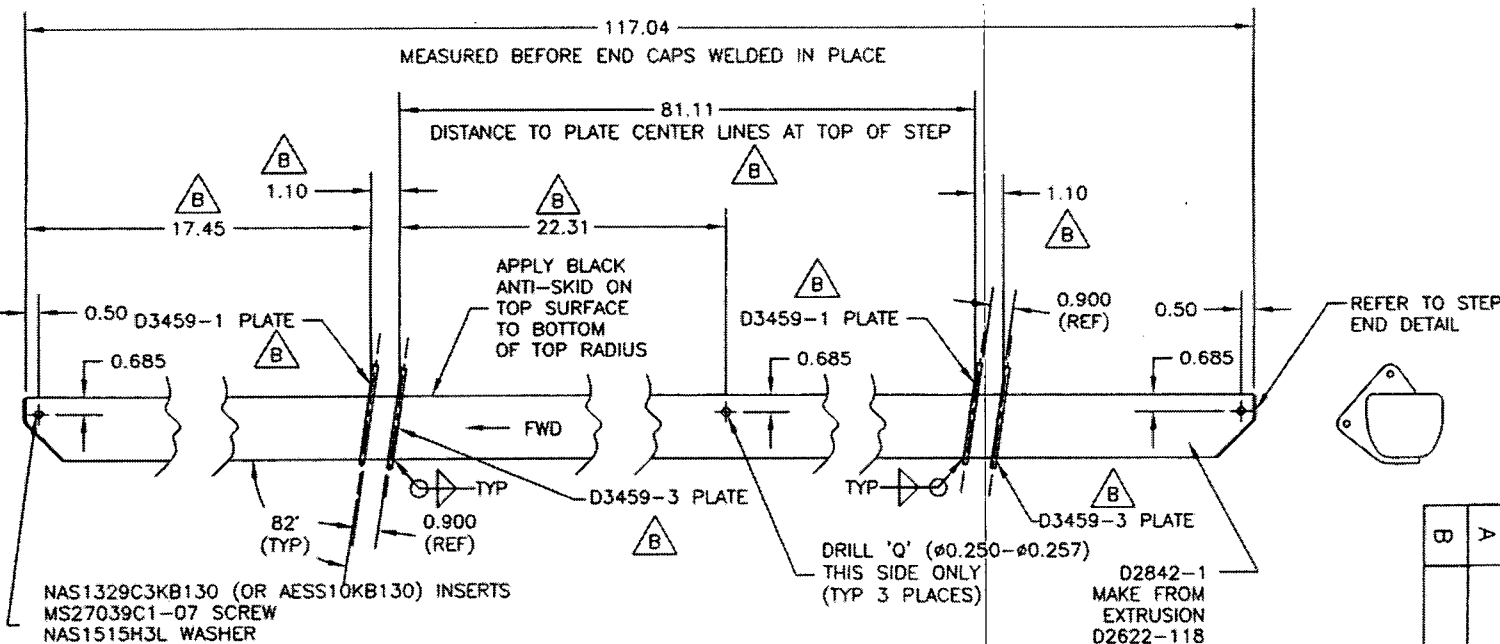 117.04
MEASURED BEFORE END CAPS WELDED IN PLACE
81.11
DISTANCE TO PLATE CENTER LINES AT TOP OF STEP
B
B
1.10
B
17.45
B
22.31
1.10
B
APPLY BLACK
ANTI-SKID ON
TOP SURFACE
TO BOTTOM
OF TOP RADIUS
B
0.900
(REF)
0.50
D3459-1 PLATE
B
D3459-1 PLATE
0.50
REFER TO STEP
END DETAIL
0.685
0.685
0.685
FWD
TYP
D3459-3 PLATE
B
TYP
B
D3459-3 PLATE
82°
(TYP)
0.900
(REF)
DRILL 'Q' (ø0.250-ø0.257)
THIS SIDE ONLY
(TYP 3 PLACES)
D2842-1
MAKE FROM
EXTRUSION
D2622-118
NAS1329C3KB130 (OR AESS10KB130) INSERTS
MS27039C1-07 SCREW
NAS1515H3L WASHER
B
A